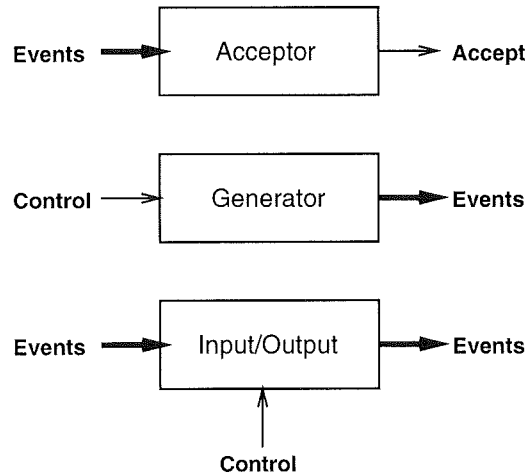 Events Acceptor Accept
Control Generator Events
Events Input/Output Events
Control